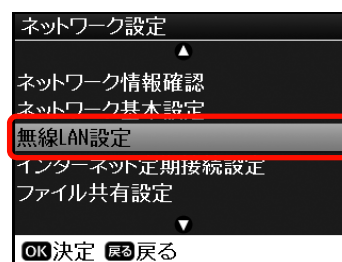 ネットワーク設定
ネットワーク情報確認
ネットワーク基本設定
無線LAN設定
インターネット定期接続設定
ファイル共有設定
OK決定 戻る戻る